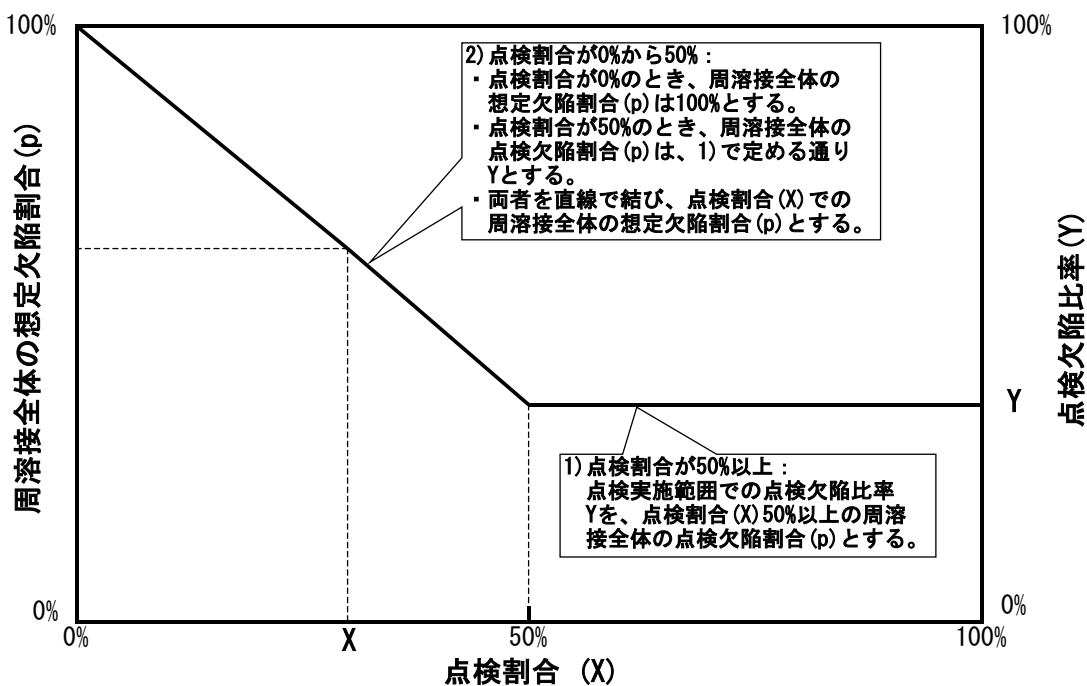 100%
100%
2)点検割合が0%から50%：
・点検割合が0%のとき、周溶接全体の
想定欠陥割合(p)は100%とする。
・点検割合が50%のとき、周溶接全体の
点検欠陥割合(p)は、1)で定める通り
Yとする。
・両者を直線で結び、点検割合(X)での
周溶接全体の想定欠陥割合(p)とする。
周溶接全体の想定欠陥割合(p)
点検欠陥比率(Y)
Y
1)点検割合が50%以上：
点検実施範囲での点検欠陥比率
Yを、点検割合(X)50%以上の周溶
接全体の点検欠陥割合(p)とする。
0%
0%
0%
X
50%
100%
点検割合 (X)